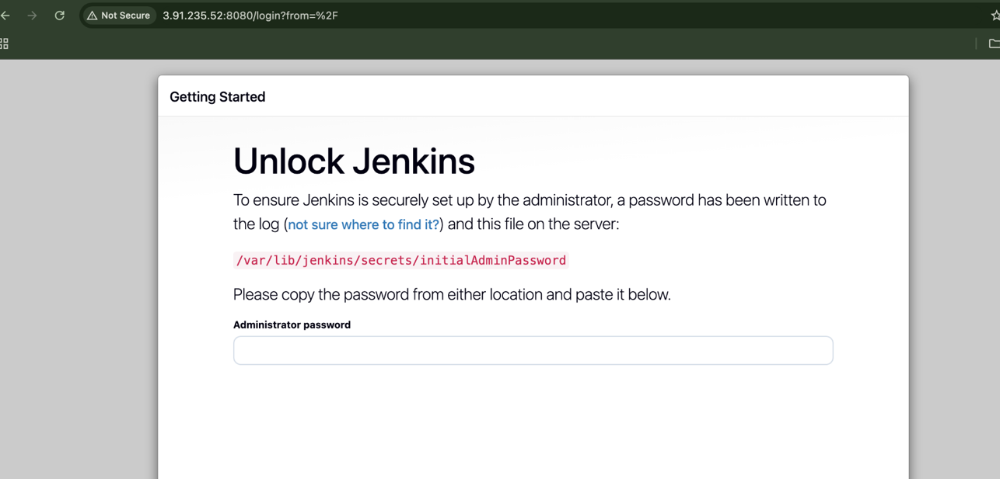 Not Secure 3.91.235.52:8080/login?from=%2F
Getting Started
Unlock Jenkins
To ensure Jenkins is securely set up by the administrator, a password has been written to
the log (not sure where to find it?) and this file on the server:
/var/lib/jenkins/secrets/initialAdminPassword
Please copy the password from either location and paste it below.
Administrator password